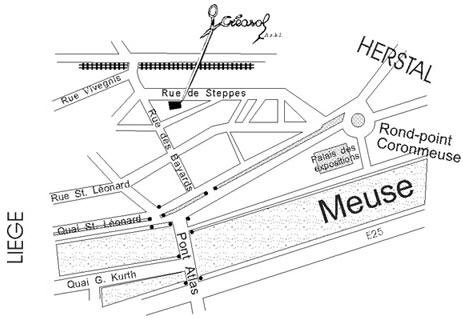 Créasol
a.s.b.l.
HERSTAL
Rue Vivegnis
Rue de Steppes
Rue des Bayards
Rond-point
Coronmeuse
Palais des
expositions
Rue St. Léonard
Meuse
Quai St. Léonard
LIEGE
Pont Atlas
E25
Quai G. Kurth